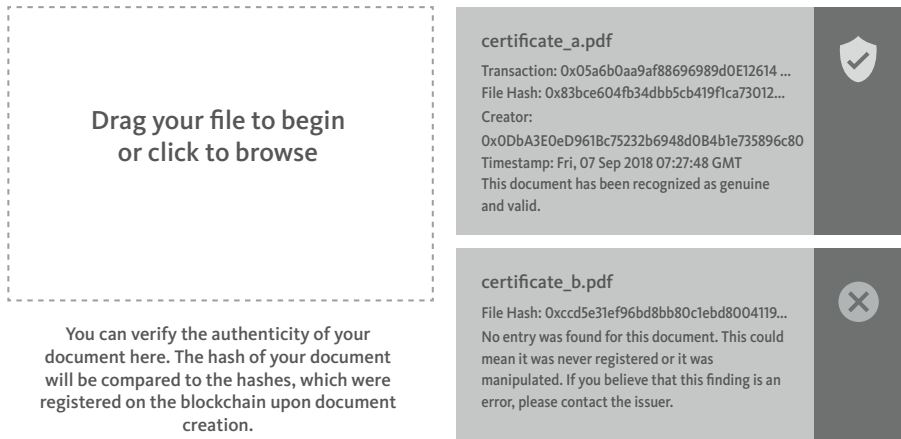 Drag your file to begin
or click to browse
You can verify the authenticity of your
document here. The hash of your document
will be compared to the hashes, which were
registered on the blockchain upon document
creation.
certificate_a.pdf
Transaction: 0x05a6b0aa9af88696989d0E12614 ...
File Hash: 0x83bce604fb34dbb5cb419f1ca73012...
Creator:
0x0DbA3E0eD961Bc75232b6948d0B4b1e735896c80
Timestamp: Fri, 07 Sep 2018 07:27:48 GMT
This document has been recognized as genuine
and valid.
certificate_b.pdf
File Hash: 0xccd5e31ef96bd8bb80c1ebd8004119...
No entry was found for this document. This could
mean it was never registered or it was
manipulated. If you believe that this finding is an
error, please contact the issuer.